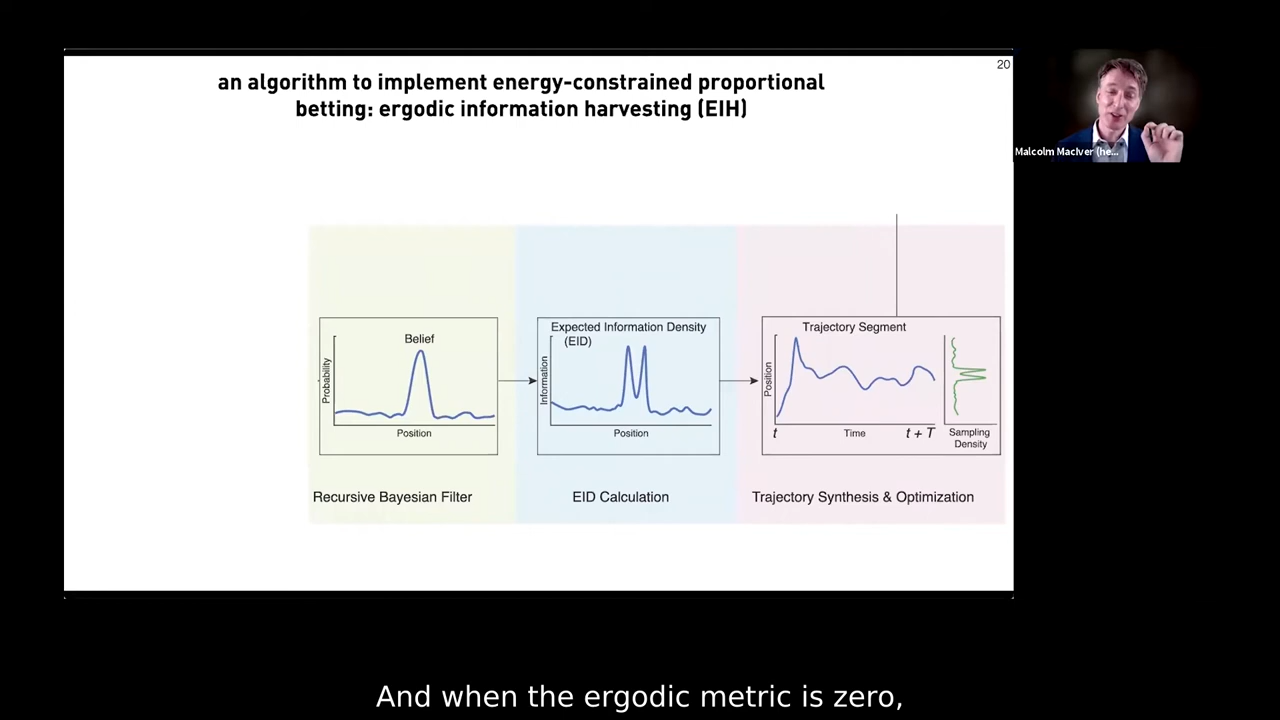 20
an algorithm to implement energy-constrained proportional
betting: ergodic information harvesting (EIH)
Malcolm MacIver (he...
Belief
Probability
Position
Recursive Bayesian Filter
Expected Information Density
(EID)
Information
Position
EID Calculation
Trajectory Segment
Position
t
Time
t + T
Sampling
Density
Trajectory Synthesis & Optimization
And when the ergodic metric is zero,